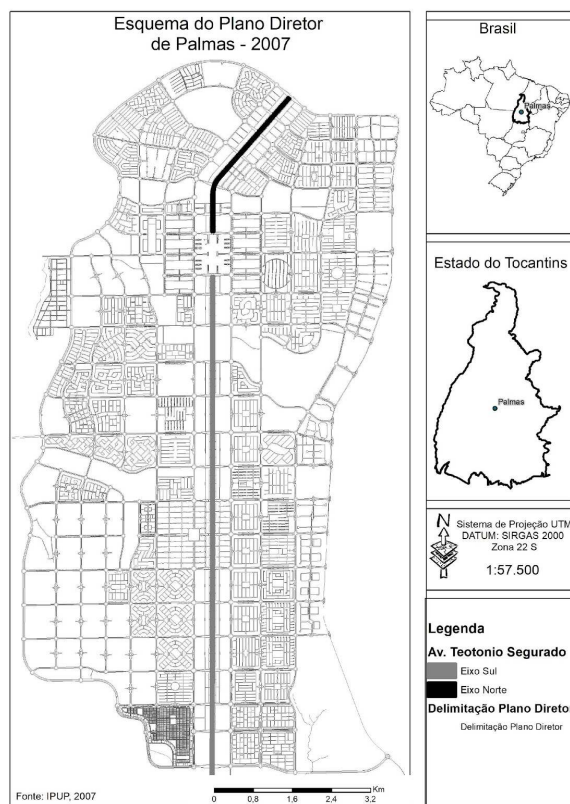 Esquema do Plano Diretor
de Palmas - 2007
Fonte: IPUP, 2007
Km
0 0,8 1,6 2,4 3,2
Brasil
Palmas
Estado do Tocantins
Palmas
N
Sistema de Projeção UTM
DATUM: SIRGAS 2000
Zona 22 S
1:57.500
Legenda
Av. Teotonio Segurado
Eixo Sul
Eixo Norte
Delimitação Plano Diretor
Delimitação Plano Diretor